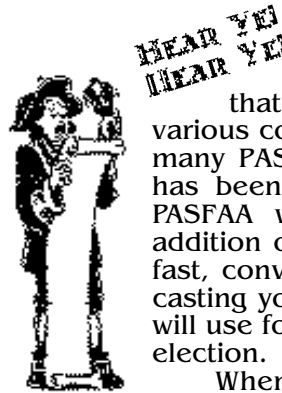 HEAR YE!
HEAR YE
that
various co
many PAS
has been
PASFAA w
addition o
fast, conv
casting yo
will use fo
election.
When